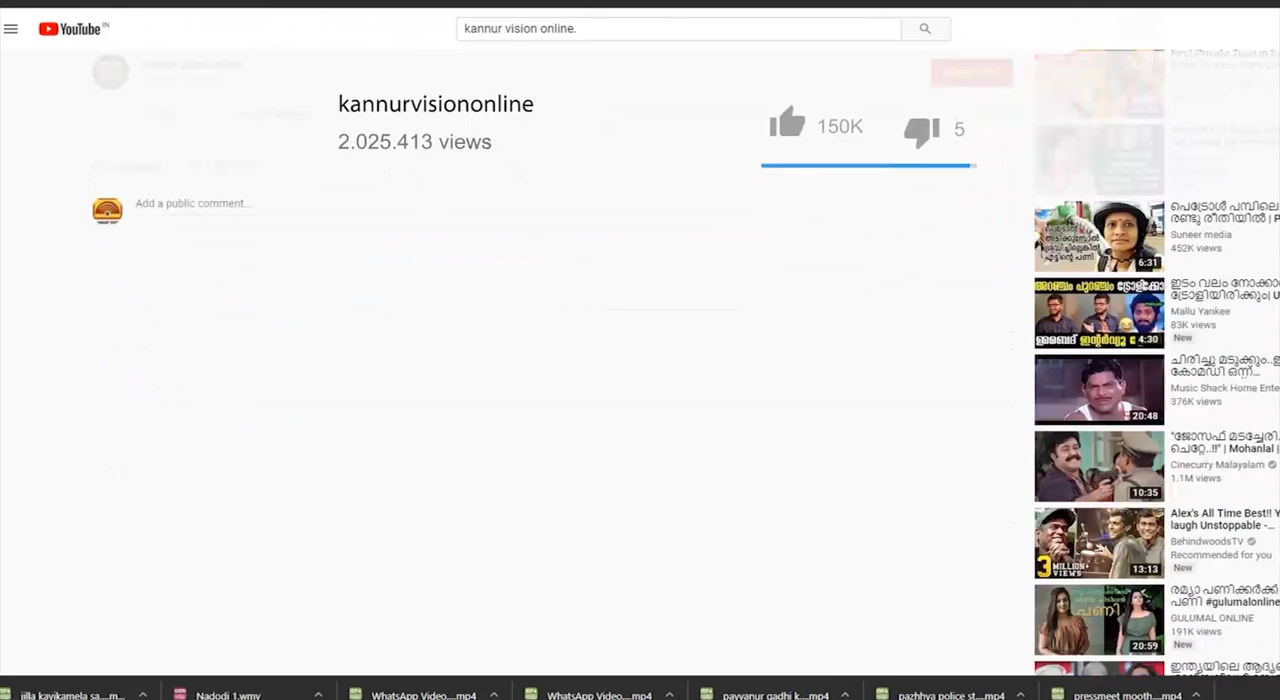 YouTube IN
kannur vision online.
kannurvisiononline
2.025.413 views
150K
5
Add a public comment...
പെട്രോൾ പമ്പിലെ
രണ്ടു രീതിയിൽ | P
Suneer media
452K views
6:31
അറഞ്ചം പുറഞ്ചം ട്രോളിക്കോ
4:30
ഇടം വലം നോക്കാ
ട്രോളിയിരിക്കും| U
Mallu Yankee
83K views
New
20:48
ചിരിച്ചു മടുക്കും..ഇ
കോമഡി ഒന്ന്...
Music Shack Home Ente
376K views
10:35
"ജോസഫ് മടച്ചേരി.
ചെറ്റേ..!!" | Mohanlal |
Cinecurry Malayalam
1.1M views
3 MILLION+
VIEWS
13:13
Alex's All Time Best!! Y
laugh Unstoppable -...
BehindwoodsTV
Recommended for you
New
പണി
20:59
രമ്യാ പണിക്കർക്ക്
പണി #gulumalonline
GULUMAL ONLINE
191K views
New
ഇന്ത്യയിലെ ആദ്യ
jilla kayikamela sa....m...
Nadodi 1.wmv
WhatsApp Video....mp4
WhatsApp Video....mp4
payyanur gadhi k....mp4
pazhhya police st....mp4
pressmeet mooth....mp4